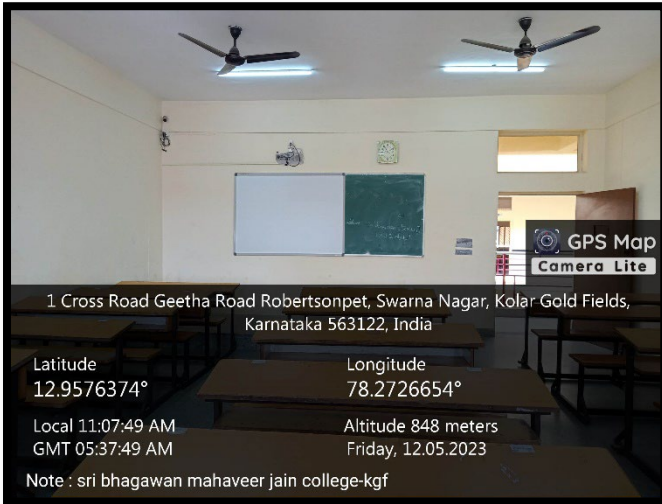 GPS Map
Camera Lite
1 Cross Road Geetha Road Robertsonpet, Swarna Nagar, Kolar Gold Fields,
Karnataka 563122, India
Latitude
12.9576374°
Longitude
78.2726654°
Local 11:07:49 AM
GMT 05:37:49 AM
Altitude 848 meters
Friday, 12.05.2023
Note : sri bhagawan mahaveer jain college-kgf